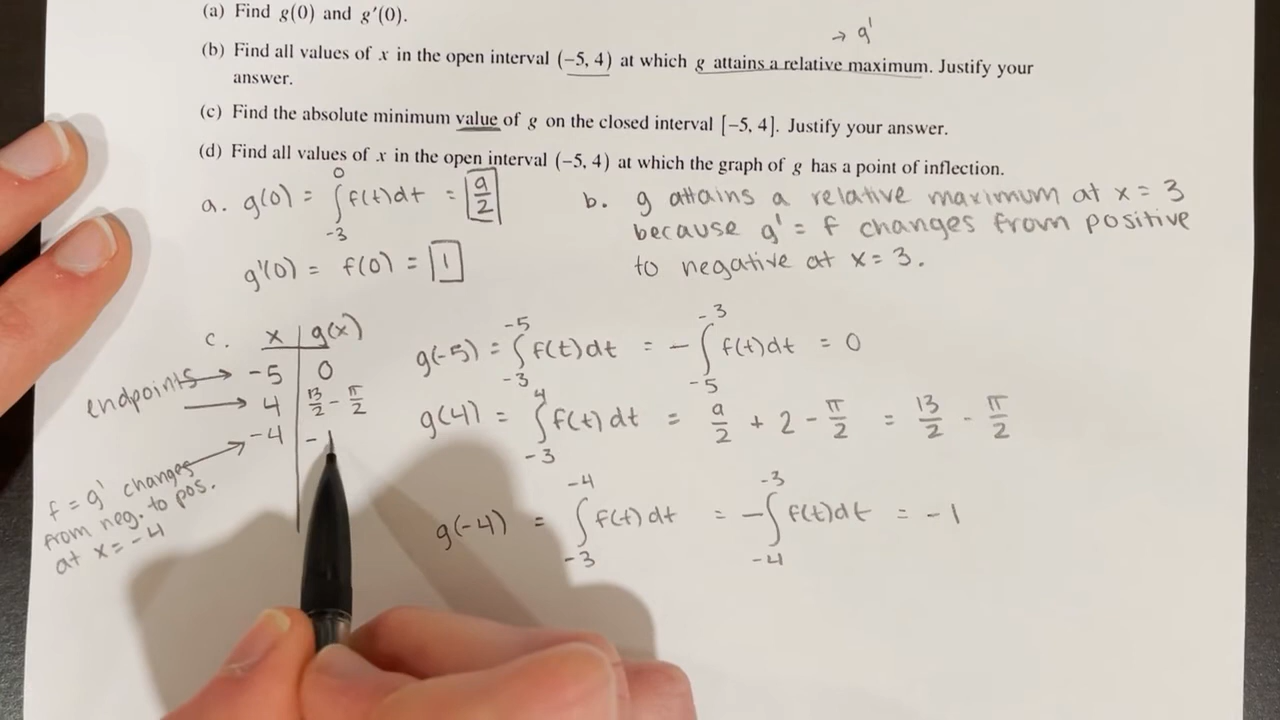 (a) Find g(0) and g′(0).
→ g'
(b) Find all values of x in the open interval (−5, 4) at which g attains a relative maximum. Justify your
answer.
(c) Find the absolute minimum value of g on the closed interval [−5, 4]. Justify your answer.
(d) Find all values of x in the open interval (−5, 4) at which the graph of g has a point of inflection.
a. g(0) = ∫_{-3}^{0} f(t)dt = 9/2
g'(0) = f(0) = 1
b. g attains a relative maximum at x = 3
because g' = f changes from positive
to negative at x = 3.
c. x | g(x)
endpoints → -5 | 0
→ 4 | 13/2 - π/2
→ -4 | -1
f = g' changes
from neg. to pos.
at x = -4
g(-5) = ∫_{-3}^{-5} f(t)dt = - ∫_{-5}^{-3} f(t)dt = 0
g(4) = ∫_{-3}^{4} f(t)dt = 9/2 + 2 - π/2 = 13/2 - π/2
g(-4) = ∫_{-3}^{-4} f(t)dt = - ∫_{-4}^{-3} f(t)dt = -1